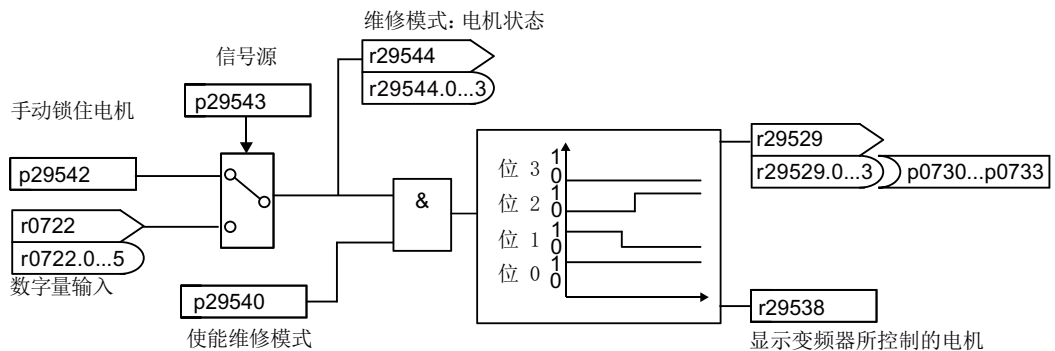 维修模式: 电机状态
r29544
r29544.0...3
信号源
p29543
手动锁住电机
p29542
r0722
r0722.0...5
数字量输入
p29540
使能维修模式
&
位 3 1 0
位 2 1 0
位 1 1 0
位 0 1 0
r29529
r29529.0...3
p0730...p0733
r29538
显示变频器所控制的电机